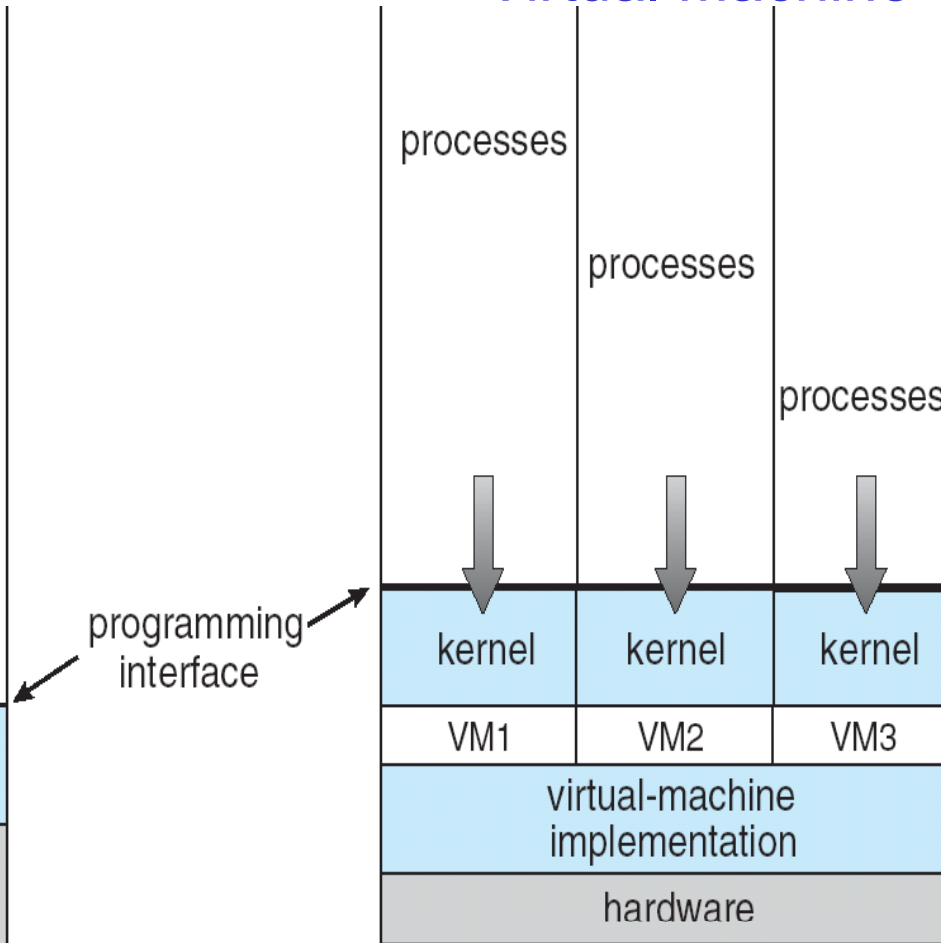 processes
processes
processes
programming
interface
kernel
kernel
kernel
VM1
VM2
VM3
virtual-machine
implementation
hardware